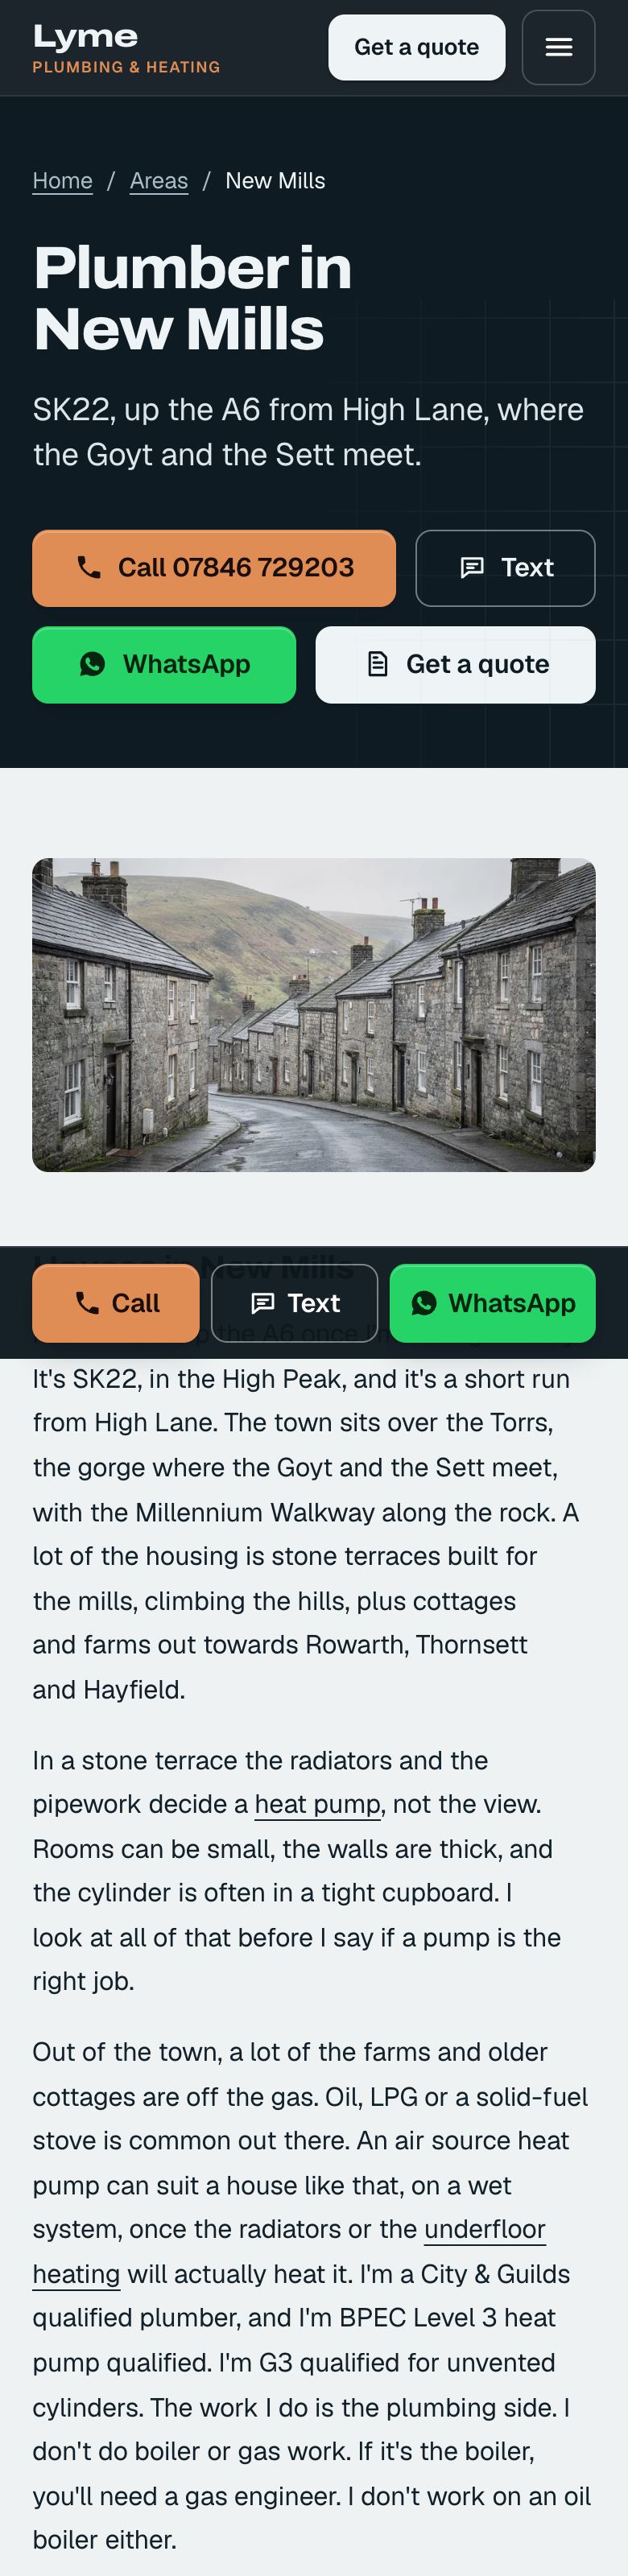 Lyme
PLUMBING & HEATING
Get a quote
Home / Areas / New Mills
Plumber in
New Mills
SK22, up the A6 from High Lane, where
the Goyt and the Sett meet.
Call 07846 729203
Text
WhatsApp
Get a quote
New Mills
Call
Text
WhatsApp
the A6 once
It's SK22, in the High Peak, and it's a short run
from High Lane. The town sits over the Torrs,
the gorge where the Goyt and the Sett meet,
with the Millennium Walkway along the rock. A
lot of the housing is stone terraces built for
the mills, climbing the hills, plus cottages
and farms out towards Rowarth, Thornsett
and Hayfield.
In a stone terrace the radiators and the
pipework decide a heat pump, not the view.
Rooms can be small, the walls are thick, and
the cylinder is often in a tight cupboard. I
look at all of that before I say if a pump is the
right job.
Out of the town, a lot of the farms and older
cottages are off the gas. Oil, LPG or a solid-fuel
stove is common out there. An air source heat
pump can suit a house like that, on a wet
system, once the radiators or the underfloor
heating will actually heat it. I'm a City & Guilds
qualified plumber, and I'm BPEC Level 3 heat
pump qualified. I'm G3 qualified for unvented
cylinders. The work I do is the plumbing side. I
don't do boiler or gas work. If it's the boiler,
you'll need a gas engineer. I don't work on an oil
boiler either.